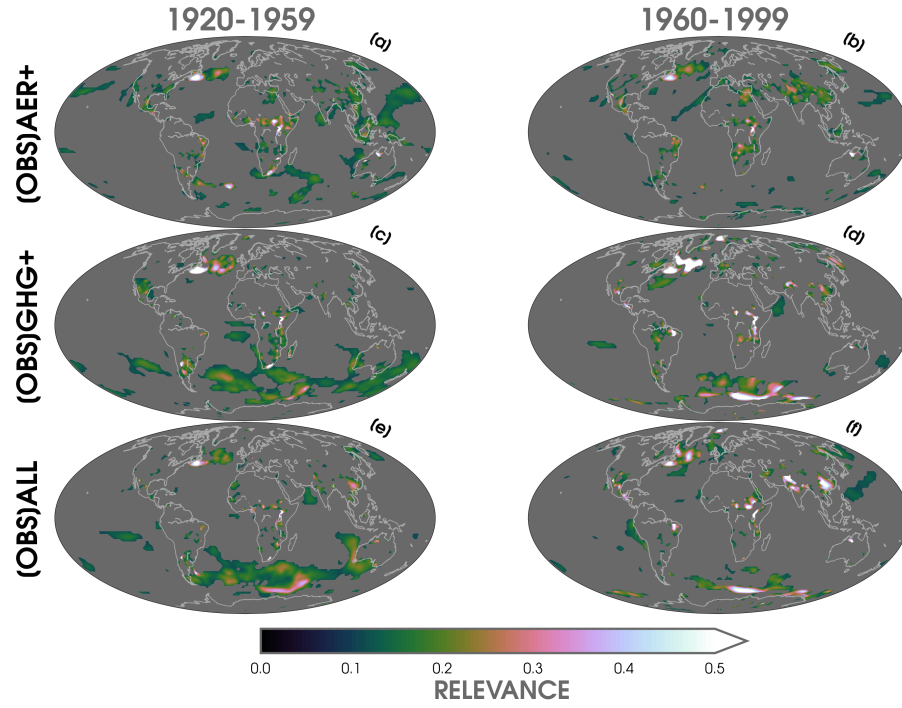 1920-1959 1960-1999
(a) (b)
(OBS)AER+
(c) (d)
(OBS)GHG+
(e) (f)
(OBS)ALL
0.0 0.1 0.2 0.3 0.4 0.5
RELEVANCE